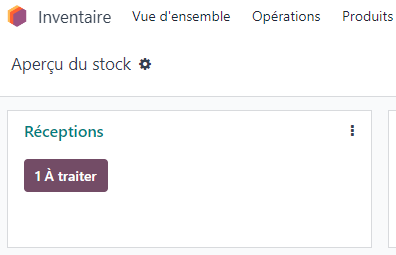 Inventaire Vue d'ensemble Opérations Produits
Aperçu du stock
Réceptions
1 À traiter